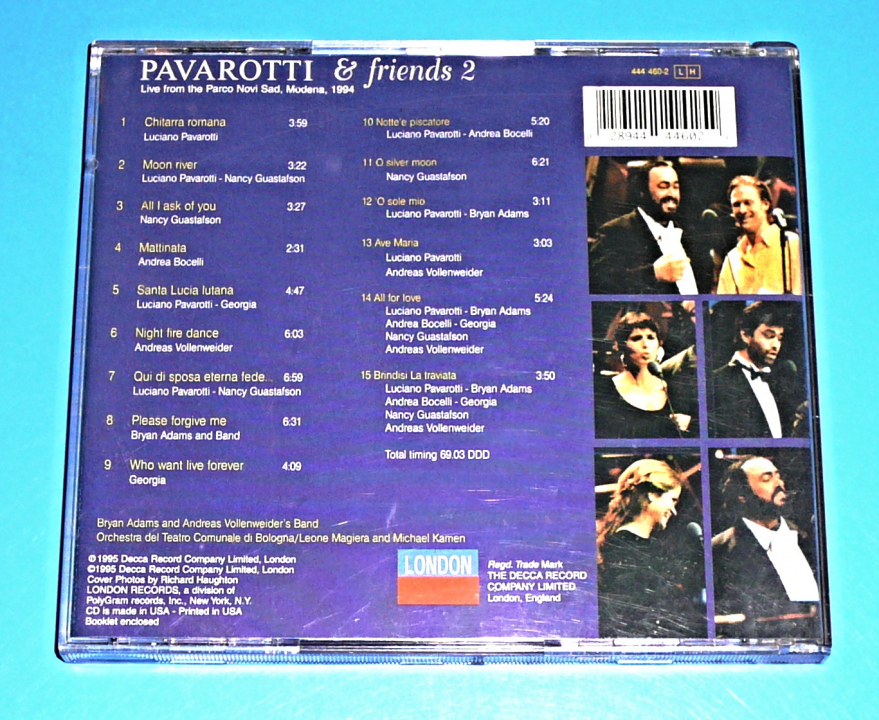 PAVAROTTI & friends 2
Live from the Parco Novi Sad, Modena, 1994
1 Chitarra romana 3:59
Luciano Pavarotti
2 Moon river 3:22
Luciano Pavarotti - Nancy Guastafson
3 All I ask of you 3:27
Nancy Guastafson
4 Mattinata 2:31
Andrea Bocelli
5 Santa Lucia lutana 4:47
Luciano Pavarotti - Georgia
6 Night fire dance 6:03
Andreas Vollenweider
7 Qui di sposa eterna fede... 6:59
Luciano Pavarotti - Nancy Guastafson
8 Please forgive me 6:31
Bryan Adams and Band
9 Who want live forever 4:09
Georgia
10 Notte'e piscatore 5:20
Luciano Pavarotti - Andrea Bocelli
11 O silver moon 6:21
Nancy Guastafson
12 'O sole mio 3:11
Luciano Pavarotti - Bryan Adams
13 Ave Maria 3:03
Luciano Pavarotti
Andreas Vollenweider
14 All for love 5:24
Luciano Pavarotti - Bryan Adams
Andrea Bocelli - Georgia
Nancy Guastafson
Andreas Vollenweider
15 Brindisi La traviata 3:50
Luciano Pavarotti - Bryan Adams
Andrea Bocelli - Georgia
Nancy Guastafson
Andreas Vollenweider
Total timing 69.03 DDD
444 460-2 L H
28944 44602
Bryan Adams and Andreas Vollenweider's Band
Orchestra del Teatro Comunale di Bologna/Leone Magiera and Michael Kamen
℗1995 Decca Record Company Limited, London
©1995 Decca Record Company Limited, London
Cover Photos by Richard Haughton
LONDON RECORDS, a division of
PolyGram records, Inc., New York, N.Y.
CD is made in USA - Printed in USA
Booklet enclosed
LONDON
Regd. Trade Mark
THE DECCA RECORD
COMPANY LIMITED
London, England